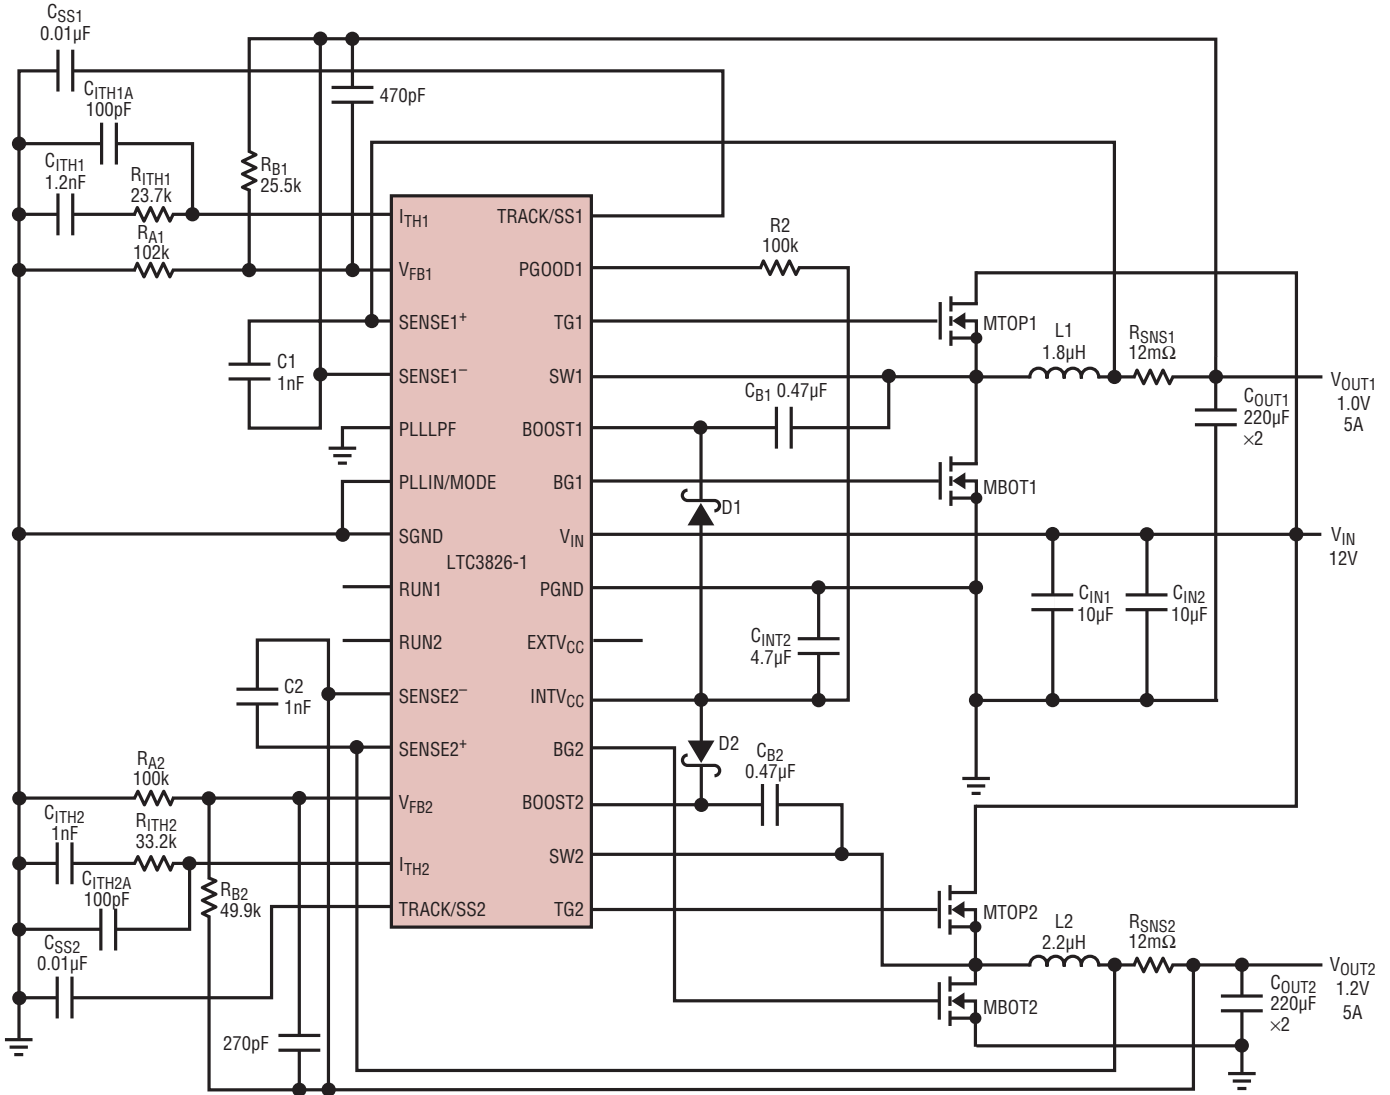 CSS1
0.01µF
CITH1A
100pF
470pF
CITH1
1.2nF
RITH1
23.7k
RB1
25.5k
RA1
102k
ITH1
TRACK/SS1
R2
100k
VFB1
PGOOD1
SENSE1+
TG1
MTOP1
L1
1.8µH
RSNS1
12mΩ
C1
1nF
SENSE1–
SW1
CB1 0.47µF
VOUT1
1.0V
5A
COUT1
220µF
×2
PLLLPF
BOOST1
PLLIN/MODE
BG1
MBOT1
D1
SGND
VIN
VIN
12V
LTC3826-1
RUN1
PGND
CIN1
10µF
CIN2
10µF
RUN2
EXTVCC
CINT2
4.7µF
C2
1nF
SENSE2–
INTVCC
SENSE2+
BG2
D2
CB2
0.47µF
RA2
100k
VFB2
BOOST2
CITH2
1nF
RITH2
33.2k
ITH2
SW2
CITH2A
100pF
RB2
49.9k
TRACK/SS2
TG2
MTOP2
L2
2.2µH
RSNS2
12mΩ
CSS2
0.01µF
VOUT2
1.2V
5A
COUT2
220µF
×2
MBOT2
270pF